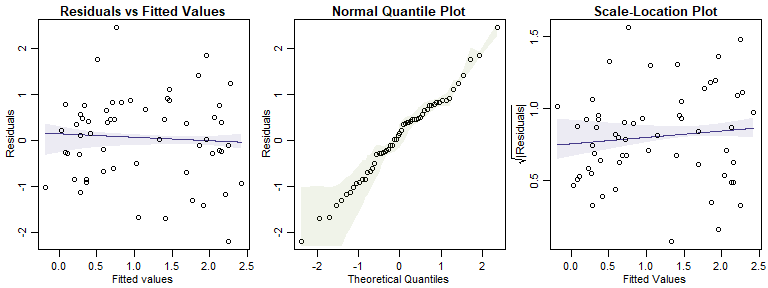 Residuals vs Fitted Values
Residuals
2
1
0
-1
-2
0.0 0.5 1.0 1.5 2.0 2.5
Fitted values
Normal Quantile Plot
Residuals
2
1
0
-1
-2
-2 -1 0 1 2
Theoretical Quantiles
Scale-Location Plot
√|Residuals|
1.5
1.0
0.5
0.0 0.5 1.0 1.5 2.0 2.5
Fitted Values